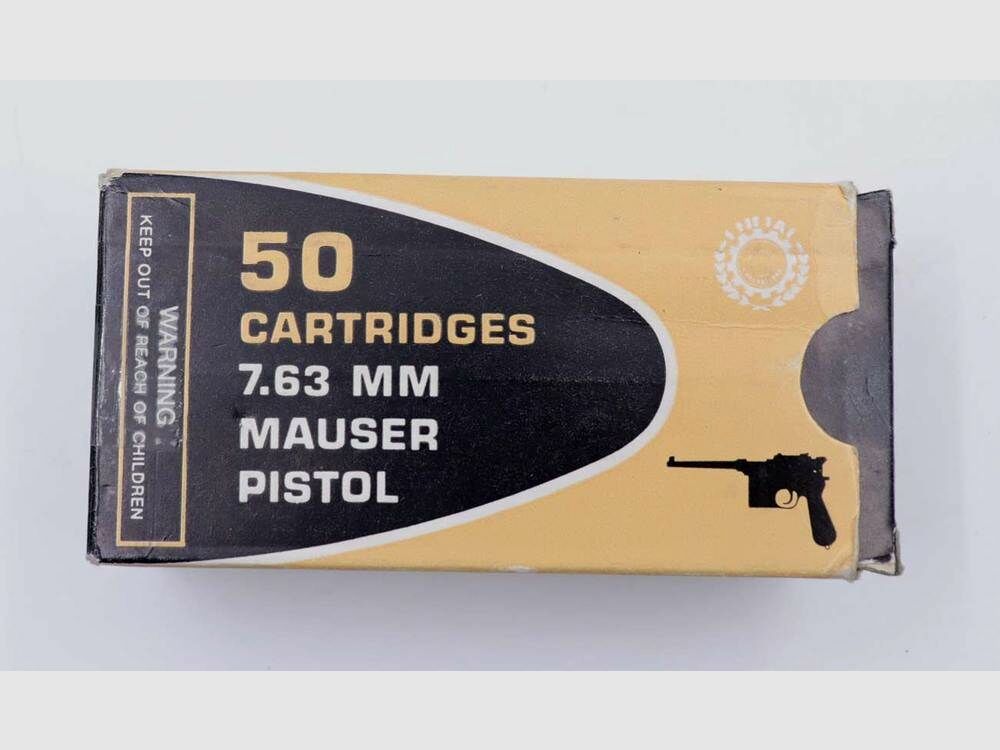 WARNING
KEEP OUT OF REACH OF CHILDREN
50
CARTRIDGES
7.63 MM
MAUSER
PISTOL